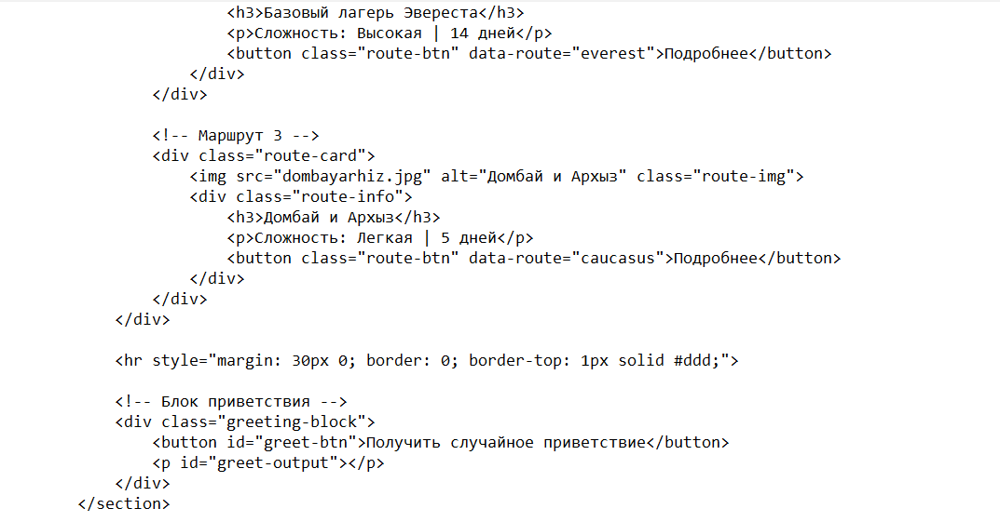 <h3>Базовый лагерь Эвереста</h3>
<p>Сложность: Высокая | 14 дней</p>
<button class="route-btn" data-route="everest">Подробнее</button>
</div>
</div>
<!-- Маршрут 3 -->
<div class="route-card">
<img src="dombayarhiz.jpg" alt="Домбай и Архыз" class="route-img">
<div class="route-info">
<h3>Домбай и Архыз</h3>
<p>Сложность: Легкая | 5 дней</p>
<button class="route-btn" data-route="caucasus">Подробнее</button>
</div>
</div>
</div>
<hr style="margin: 30px 0; border: 0; border-top: 1px solid #ddd;">
<!-- Блок приветствия -->
<div class="greeting-block">
<button id="greet-btn">Получить случайное приветствие</button>
<p id="greet-output"></p>
</div>
</section>